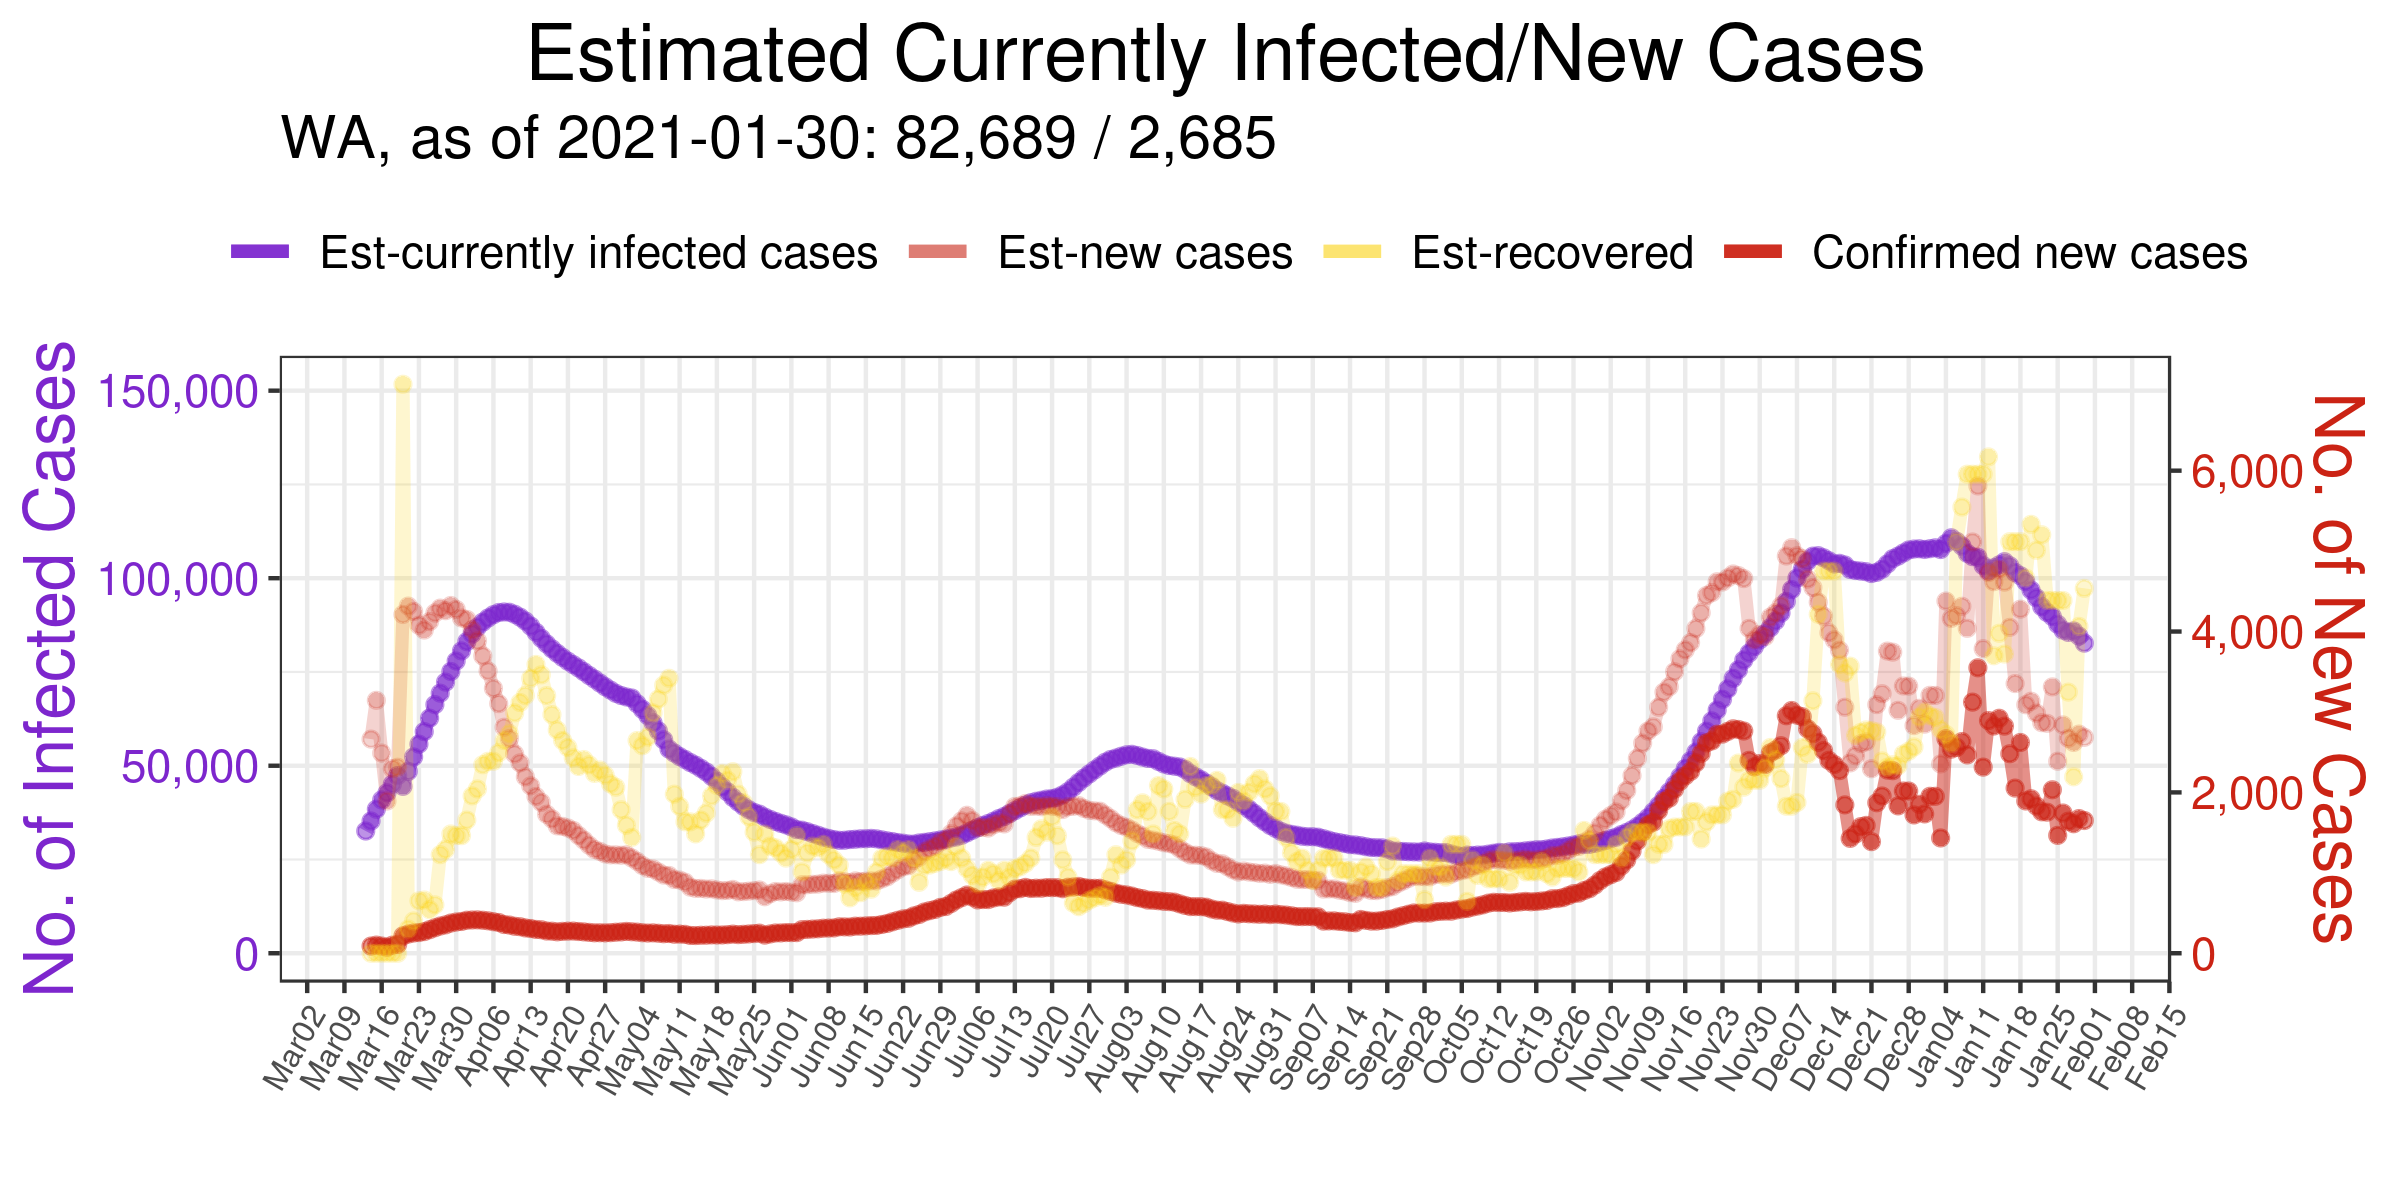 Estimated Currently Infected/New Cases
WA, as of 2021-01-30: 82,689 / 2,685
Est-currently infected cases Est-new cases Est-recovered Confirmed new cases
No. of Infected Cases
150,000
100,000
50,000
0
6,000
4,000
2,000
0
No. of New Cases
Mar02 Mar09 Mar16 Mar23 Mar30 Apr06 Apr13 Apr20 Apr27 May04 May11 May18 May25 Jun01 Jun08 Jun15 Jun22 Jun29 Jul06 Jul13 Jul20 Jul27 Aug03 Aug10 Aug17 Aug24 Aug31 Sep07 Sep14 Sep21 Sep28 Oct05 Oct12 Oct19 Oct26 Nov02 Nov09 Nov16 Nov23 Nov30 Dec07 Dec14 Dec21 Dec28 Jan04 Jan11 Jan18 Jan25 Feb01 Feb08 Feb15